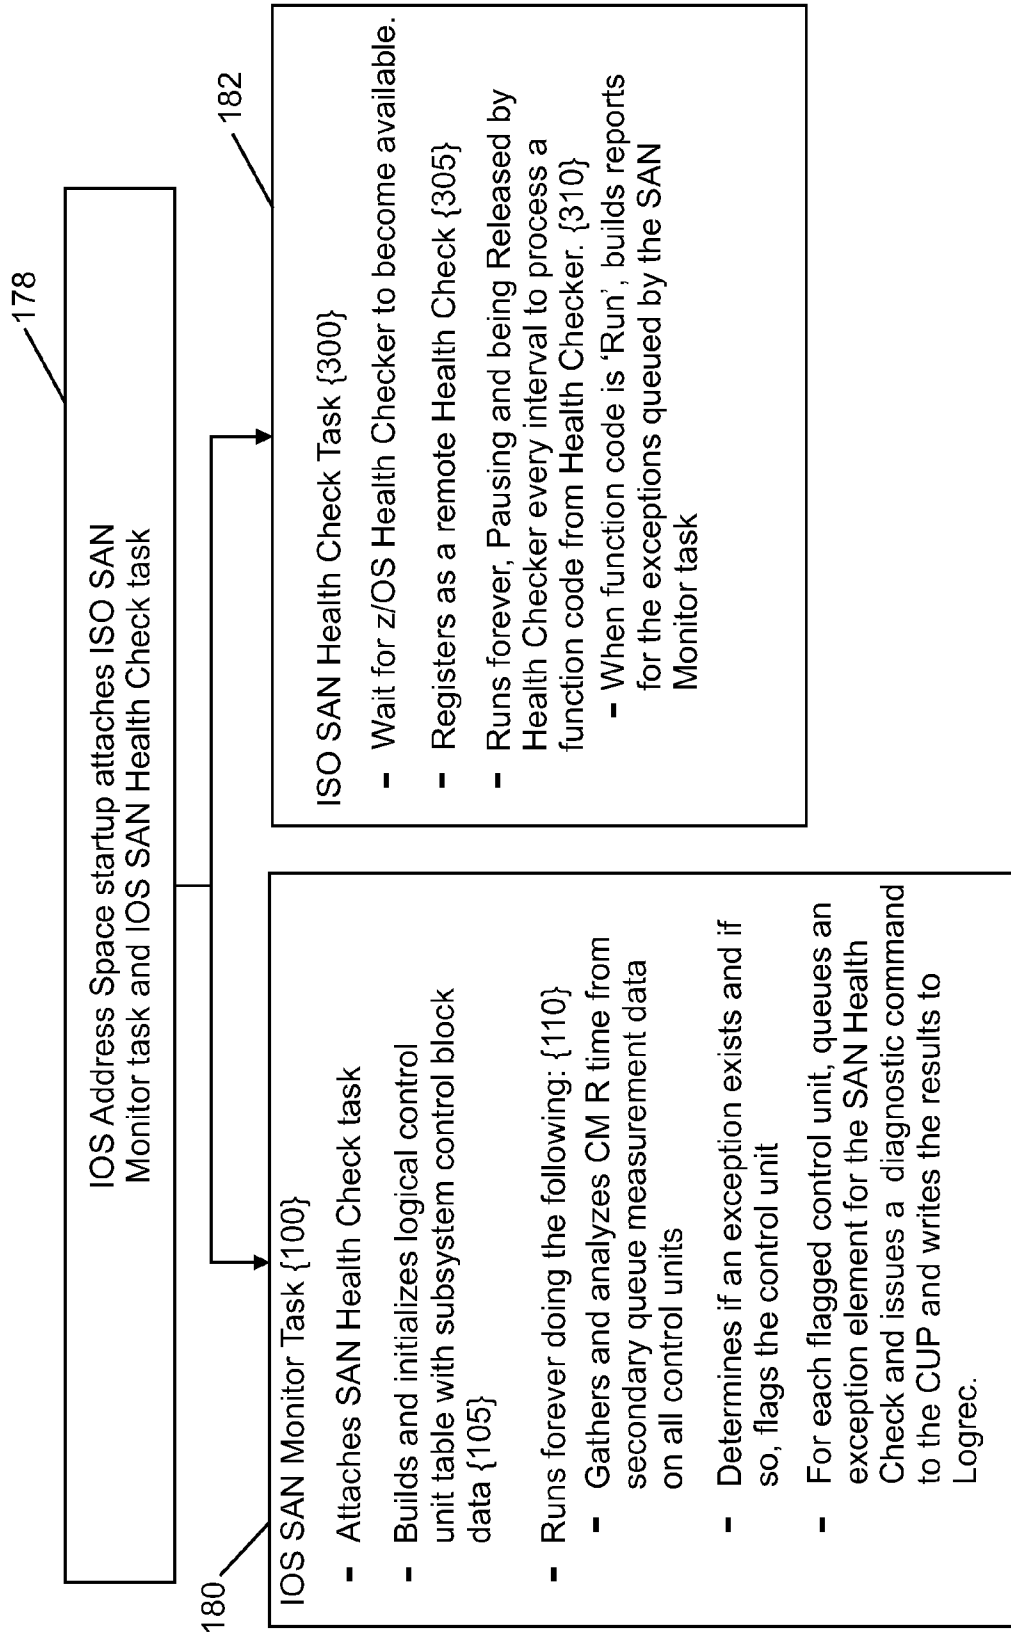 178
IOS Address Space startup attaches ISO SAN
Monitor task and IOS SAN Health Check task
180
IOS SAN Monitor Task {100}
- Attaches SAN Health Check task
- Builds and initializes logical control
unit table with subsystem control block
data {105}
- Runs forever doing the following: {110}
- Gathers and analyzes CM R time from
secondary queue measurement data
on all control units
- Determines if an exception exists and if
so, flags the control unit
- For each flagged control unit, queues an
exception element for the SAN Health
Check and issues a diagnostic command
to the CUP and writes the results to
Logrec.
182
ISO SAN Health Check Task {300}
- Wait for z/OS Health Checker to become available.
- Registers as a remote Health Check {305}
- Runs forever, Pausing and being Released by
Health Checker every interval to process a
function code from Health Checker. {310}
- When function code is 'Run', builds reports
for the exceptions queued by the SAN
Monitor task